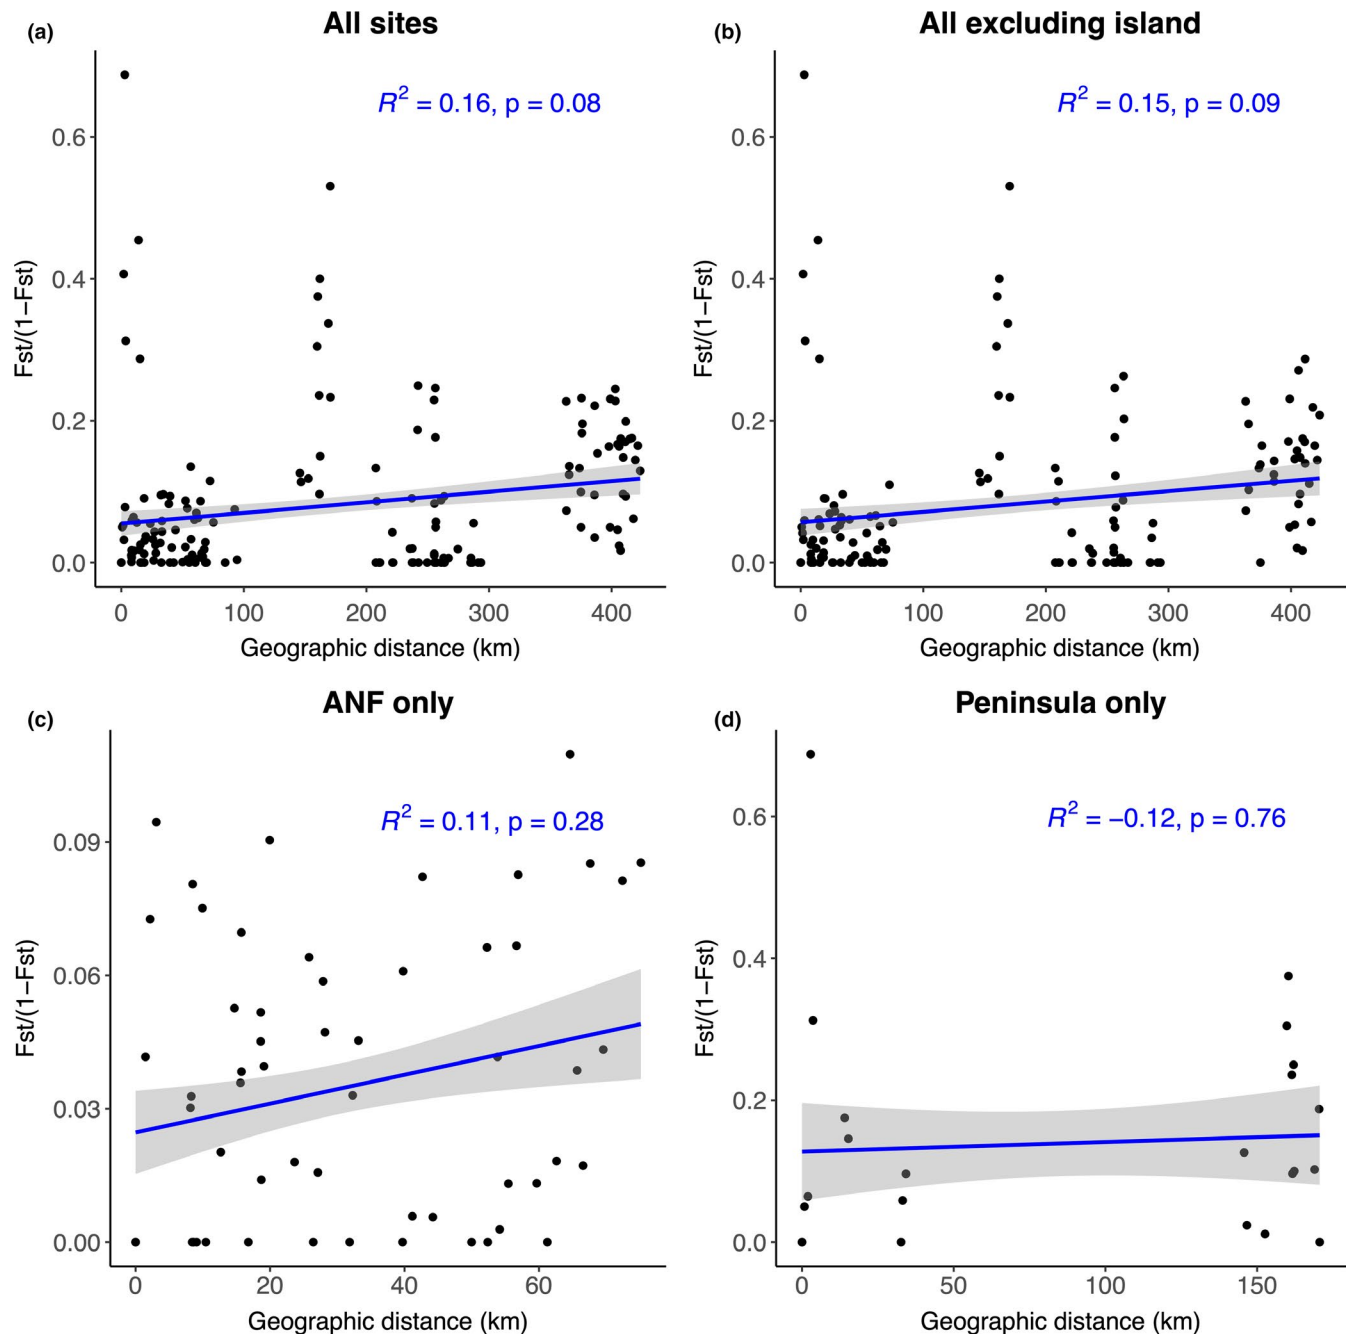 (a)
All sites
R² = 0.16, p = 0.08
Fst/(1−Fst)
0.6
0.4
0.2
0.0
0 100 200 300 400
Geographic distance (km)
(b)
All excluding island
R² = 0.15, p = 0.09
Fst/(1−Fst)
0.6
0.4
0.2
0.0
0 100 200 300 400
Geographic distance (km)
(c)
ANF only
R² = 0.11, p = 0.28
Fst/(1−Fst)
0.09
0.06
0.03
0.00
0 20 40 60
Geographic distance (km)
(d)
Peninsula only
R² = −0.12, p = 0.76
Fst/(1−Fst)
0.6
0.4
0.2
0.0
0 50 100 150
Geographic distance (km)